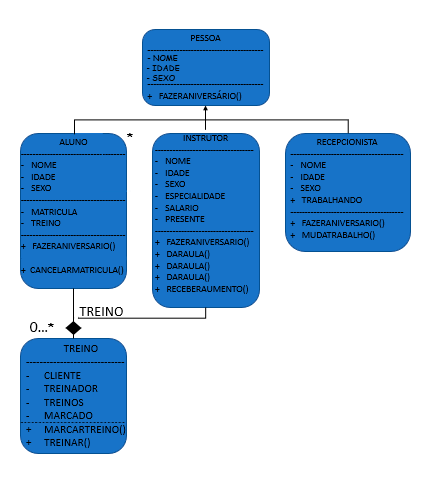 PESSOA
- NOME
- IDADE
- SEXO
+ FAZERANIVERSÁRIO()
ALUNO
*
- NOME
- IDADE
- SEXO
- MATRICULA
- TREINO
+ FAZERANIVERSARIO()
+ CANCELARMATRICULA()
INSTRUTOR
- NOME
- IDADE
- SEXO
- ESPECIALIDADE
- SALARIO
- PRESENTE
+ FAZERANIVERSARIO()
+ DARAULA()
+ DARAULA()
+ DARAULA()
+ RECEBERAUMENTO()
RECEPCIONISTA
- NOME
- IDADE
- SEXO
+ TRABALHANDO
+ FAZERANIVERSARIO()
+ MUDATRABALHO()
TREINO
0...*
TREINO
- CLIENTE
- TREINADOR
- TREINOS
- MARCADO
+ MARCARTREINO()
+ TREINAR()